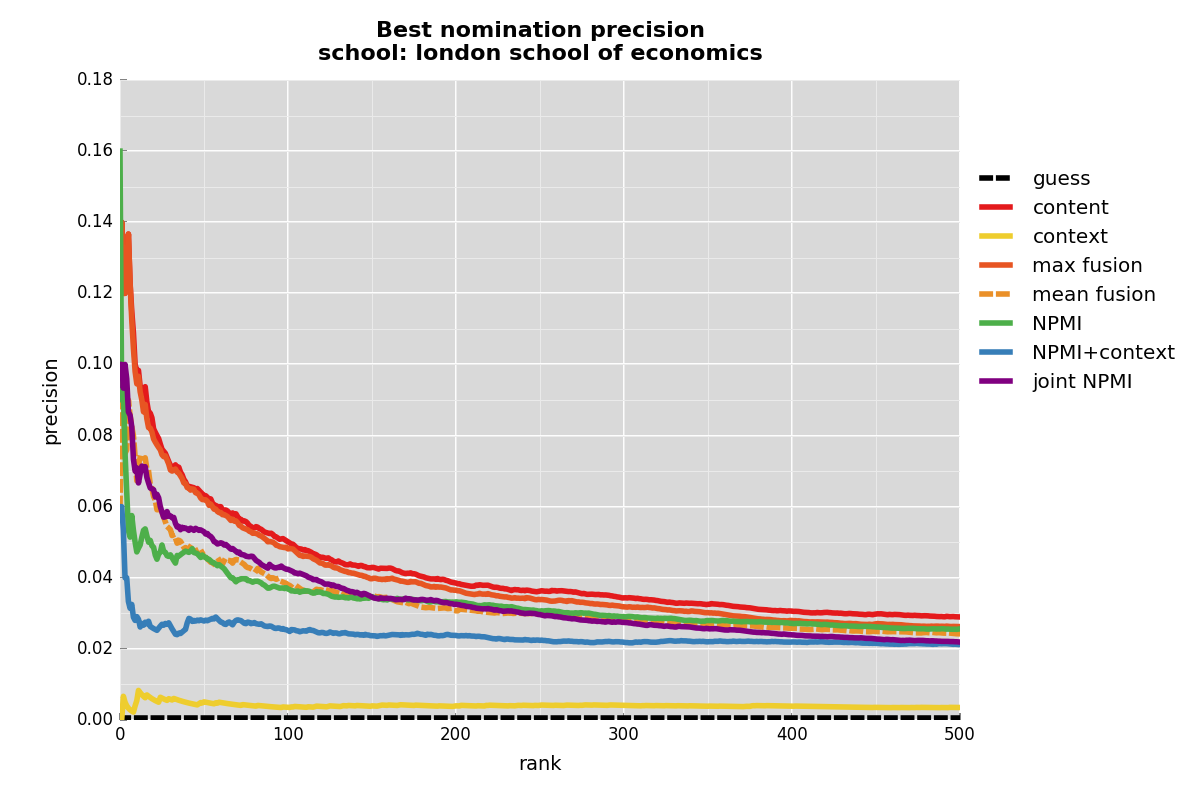 Best nomination precision
school: london school of economics
0.18
0.16
0.14
0.12
0.10
0.08
0.06
0.04
0.02
0.00
precision
0 100 200 300 400 500
rank
guess
content
context
max fusion
mean fusion
NPMI
NPMI+context
joint NPMI